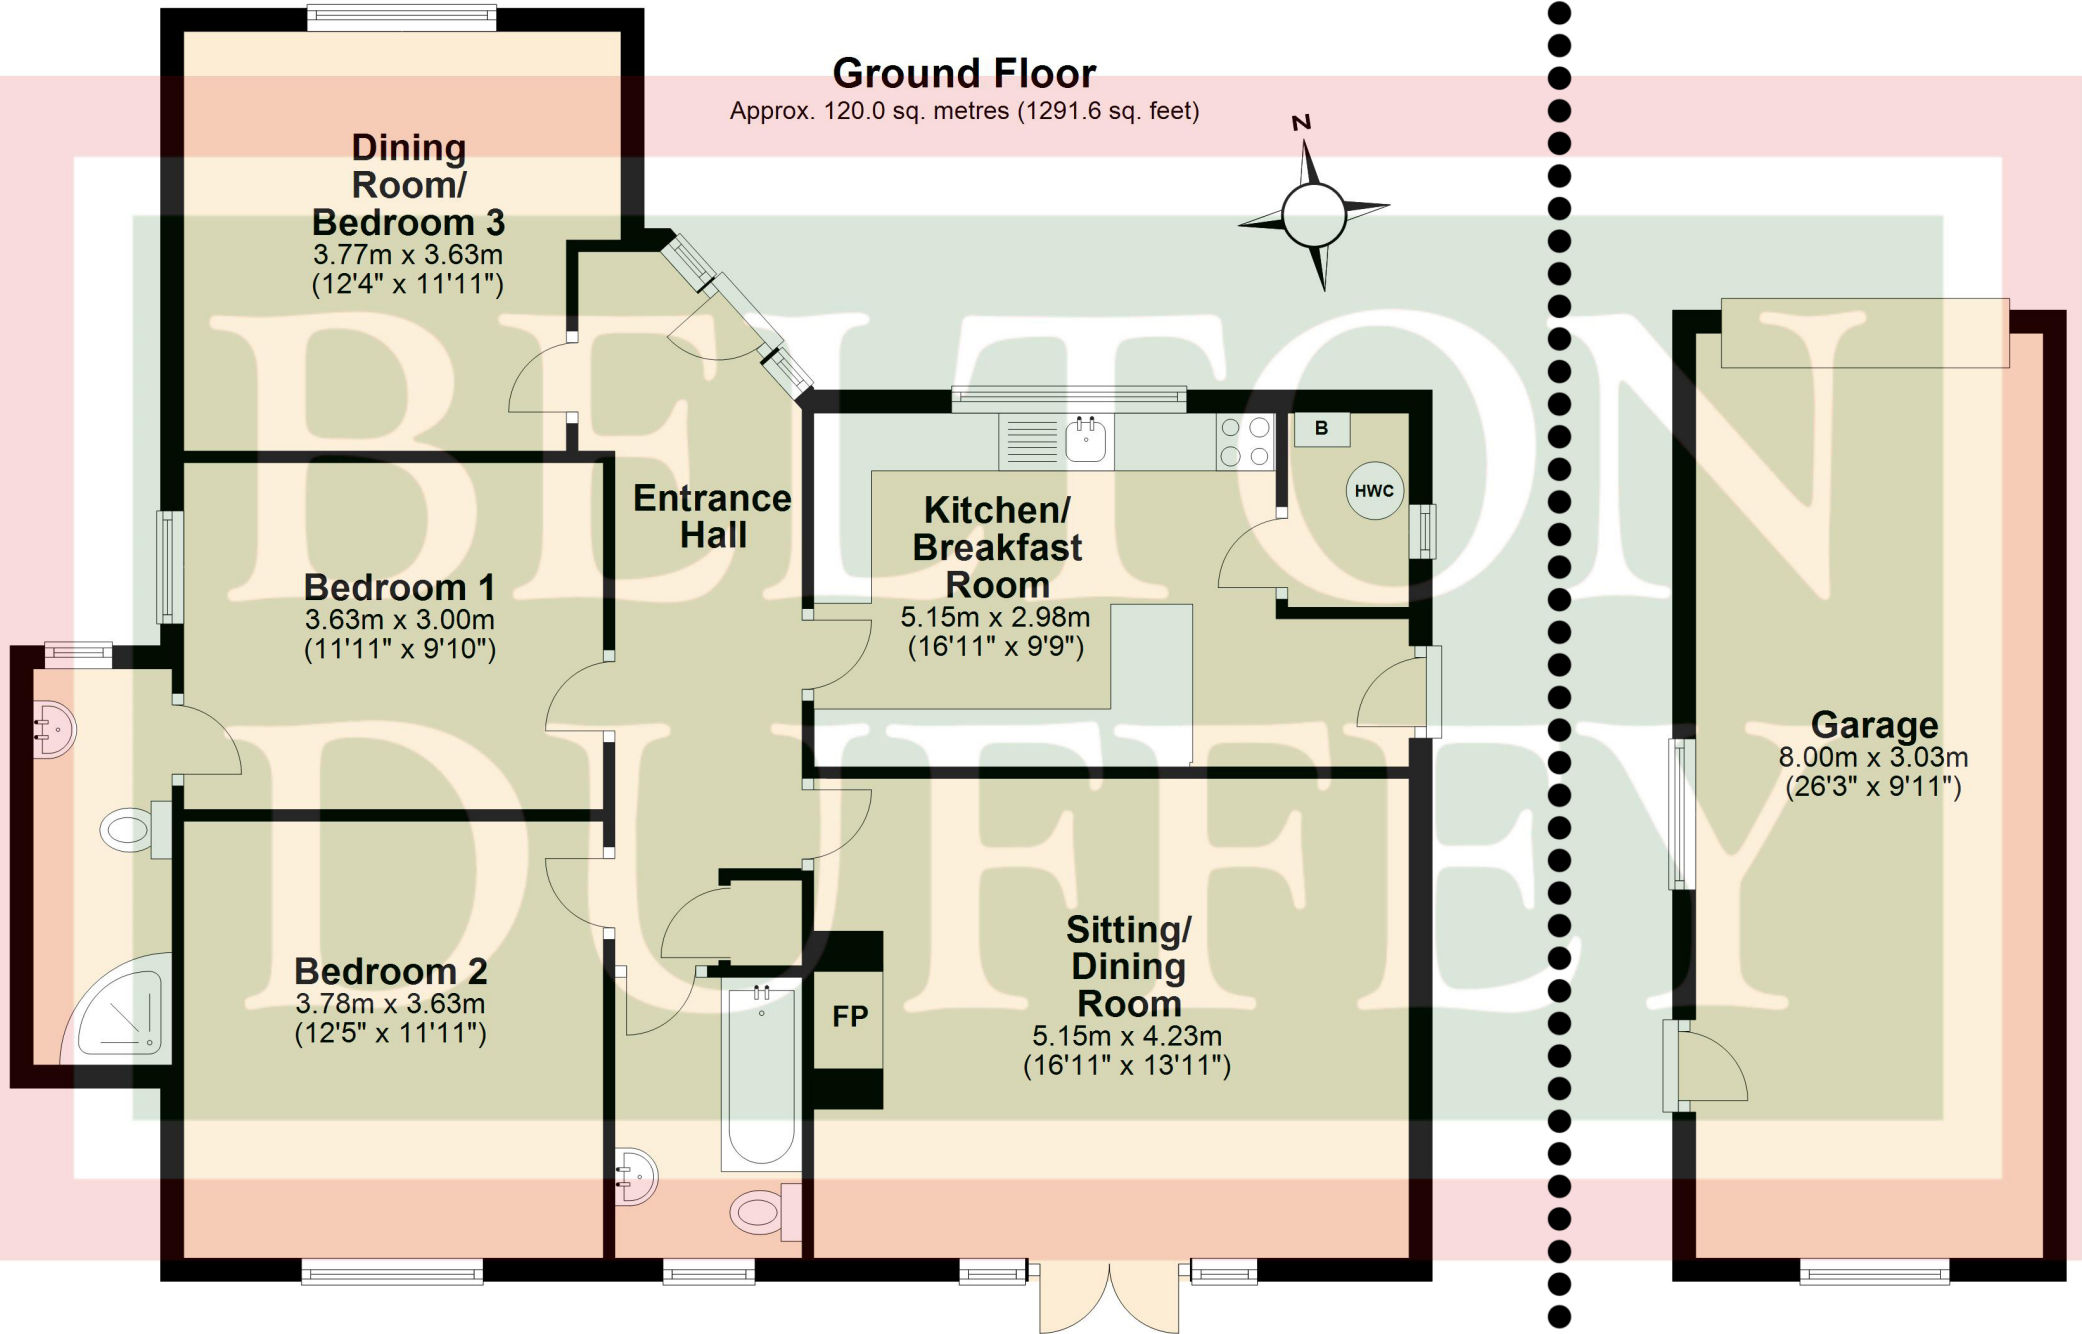 Ground Floor
Approx. 120.0 sq. metres (1291.6 sq. feet)
N
Dining
Room/
Bedroom 3
3.77m x 3.63m
(12'4" x 11'11")
BELTON
B
HWC
Entrance
Hall
Kitchen/
Breakfast
Room
5.15m x 2.98m
(16'11" x 9'9")
Bedroom 1
3.63m x 3.00m
(11'11" x 9'10")
Garage
8.00m x 3.03m
(26'3" x 9'11")
DUFFEY
Bedroom 2
3.78m x 3.63m
(12'5" x 11'11")
FP
Sitting/
Dining
Room
5.15m x 4.23m
(16'11" x 13'11")